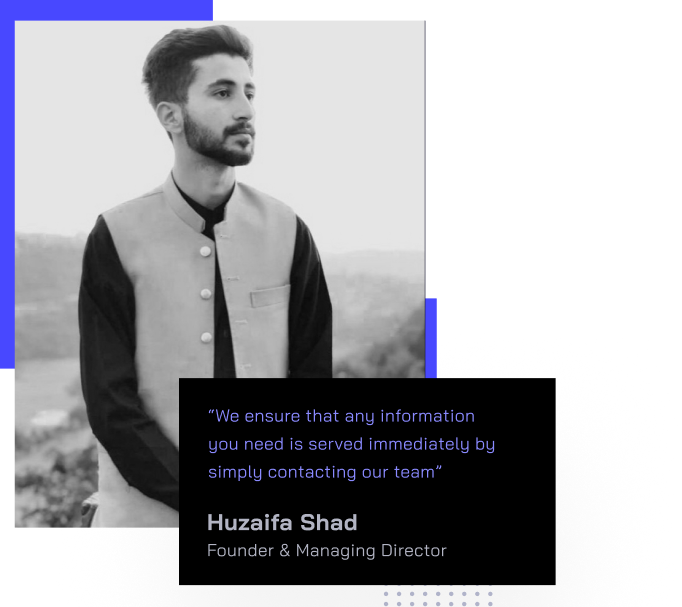 “We ensure that any information
you need is served immediately by
simply contacting our team”
Huzaifa Shad
Founder & Managing Director